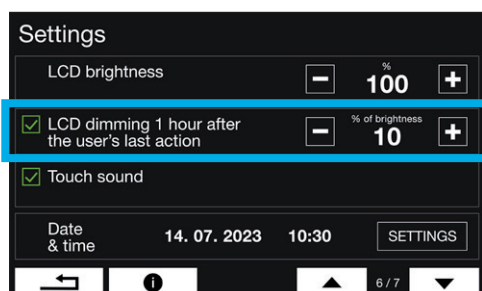 Settings
LCD brightness
%
100
LCD dimming 1 hour after
the user's last action
% of brightness
10
Touch sound
Date
& time
14. 07. 2023
10:30
SETTINGS
6/7